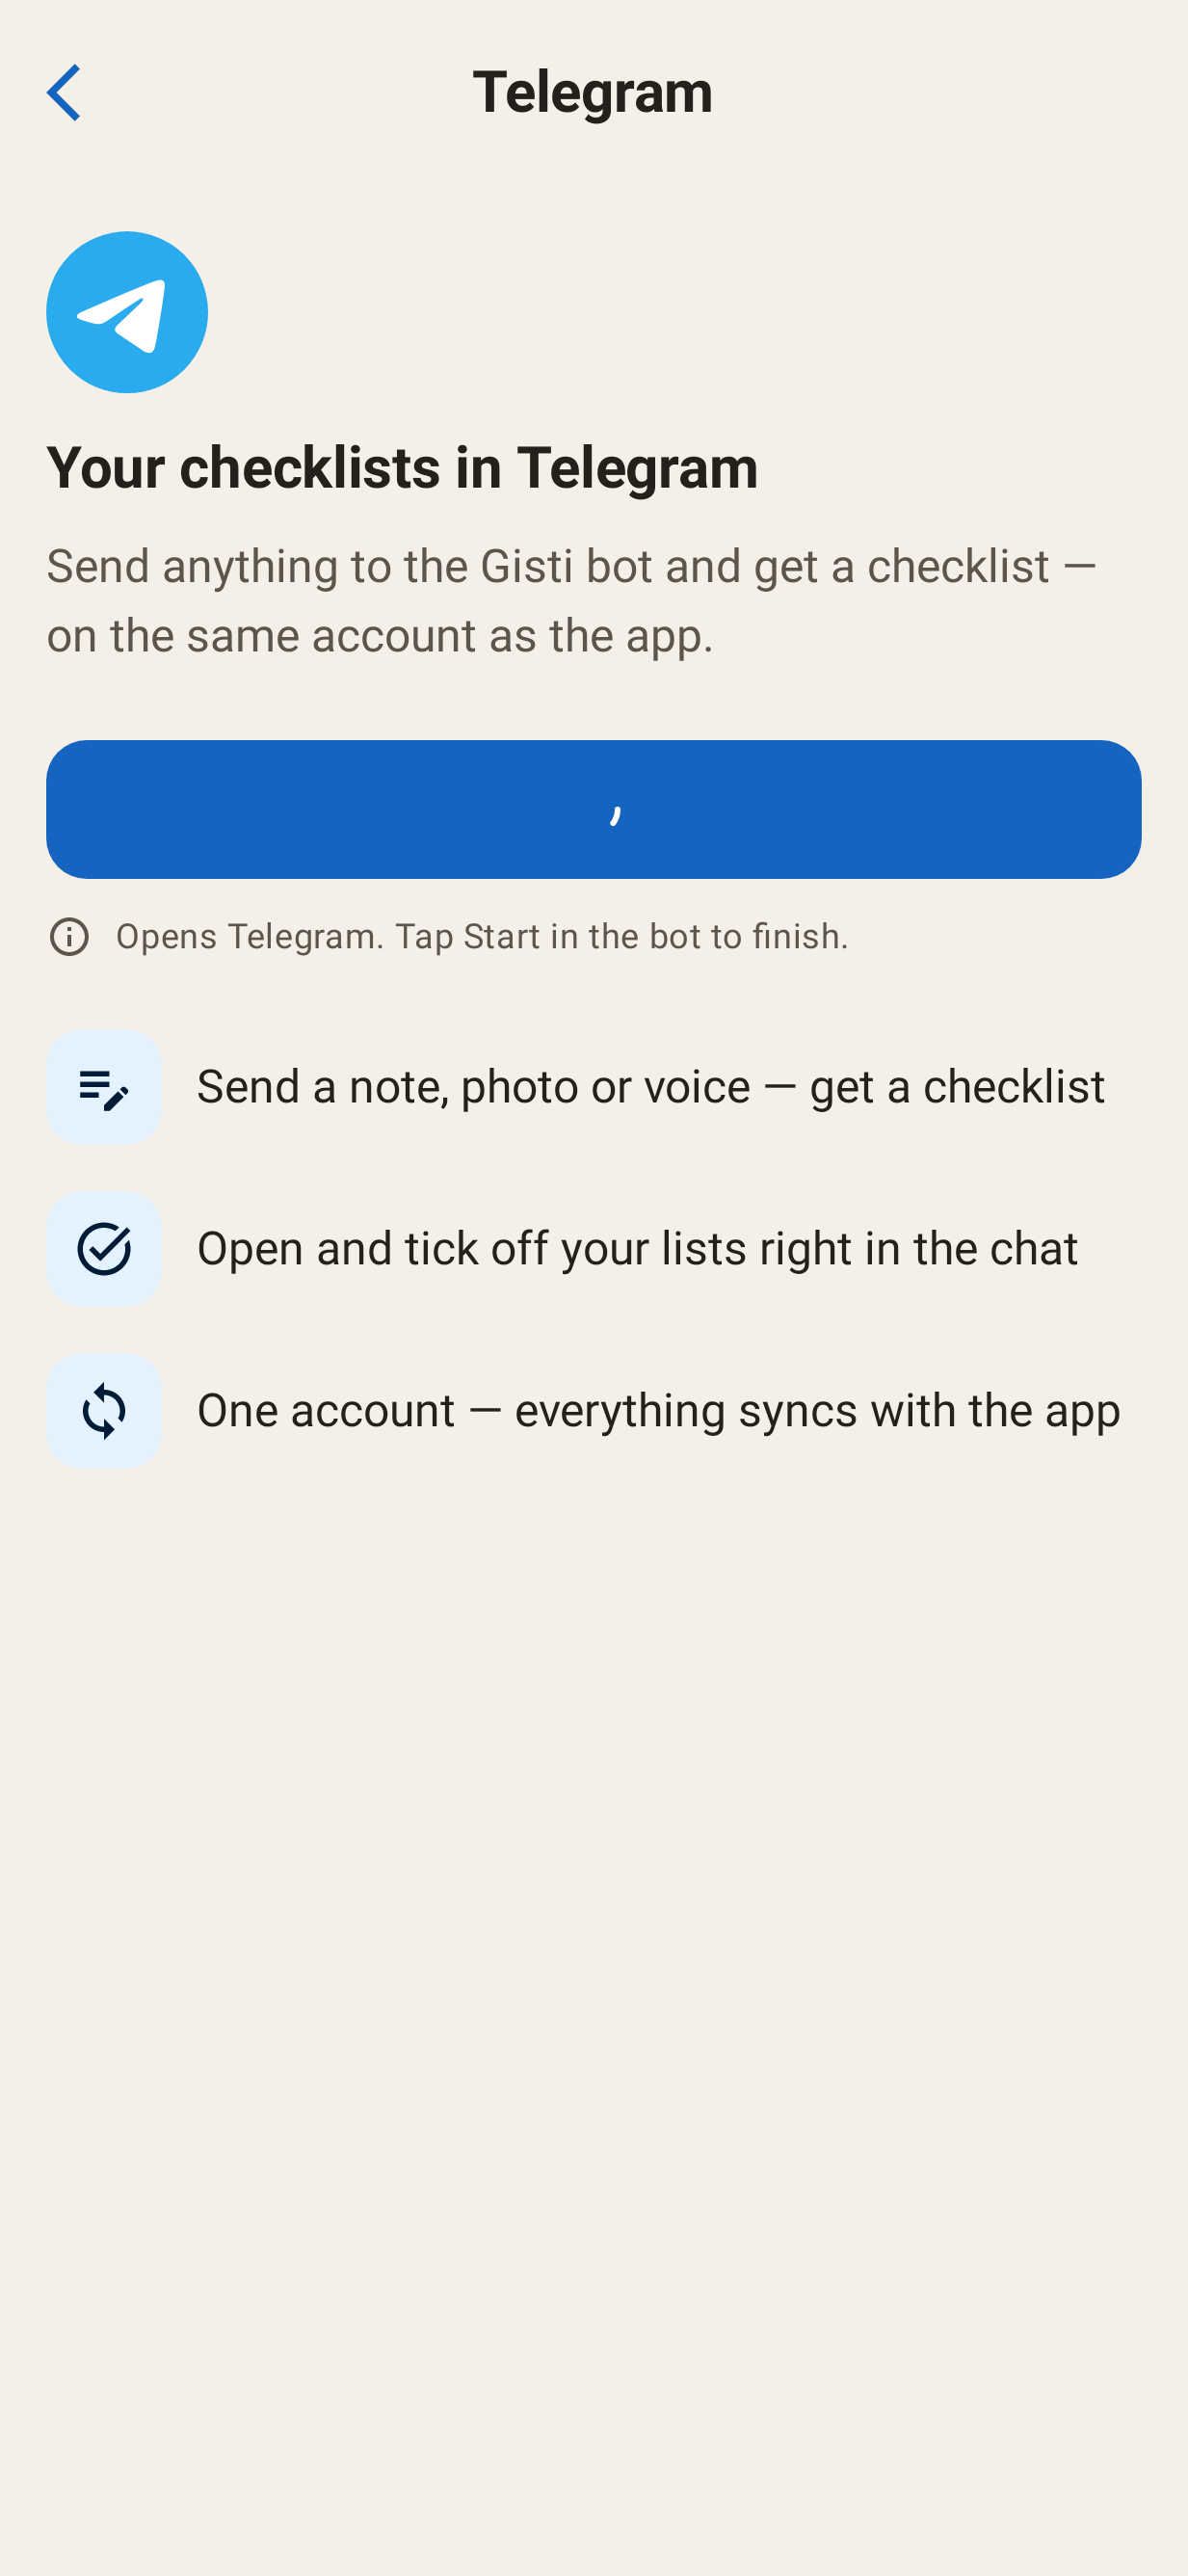 Telegram
Your checklists in Telegram
Send anything to the Gisti bot and get a checklist —
on the same account as the app.
Opens Telegram. Tap Start in the bot to finish.
Send a note, photo or voice — get a checklist
Open and tick off your lists right in the chat
One account — everything syncs with the app